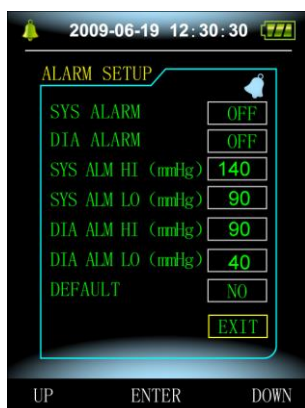 2009-06-19 12:30:30
ALARM SETUP
SYS ALARM OFF
DIA ALARM OFF
SYS ALM HI (mmHg) 140
SYS ALM LO (mmHg) 90
DIA ALM HI (mmHg) 90
DIA ALM LO (mmHg) 40
DEFAULT NO
EXIT
UP ENTER DOWN